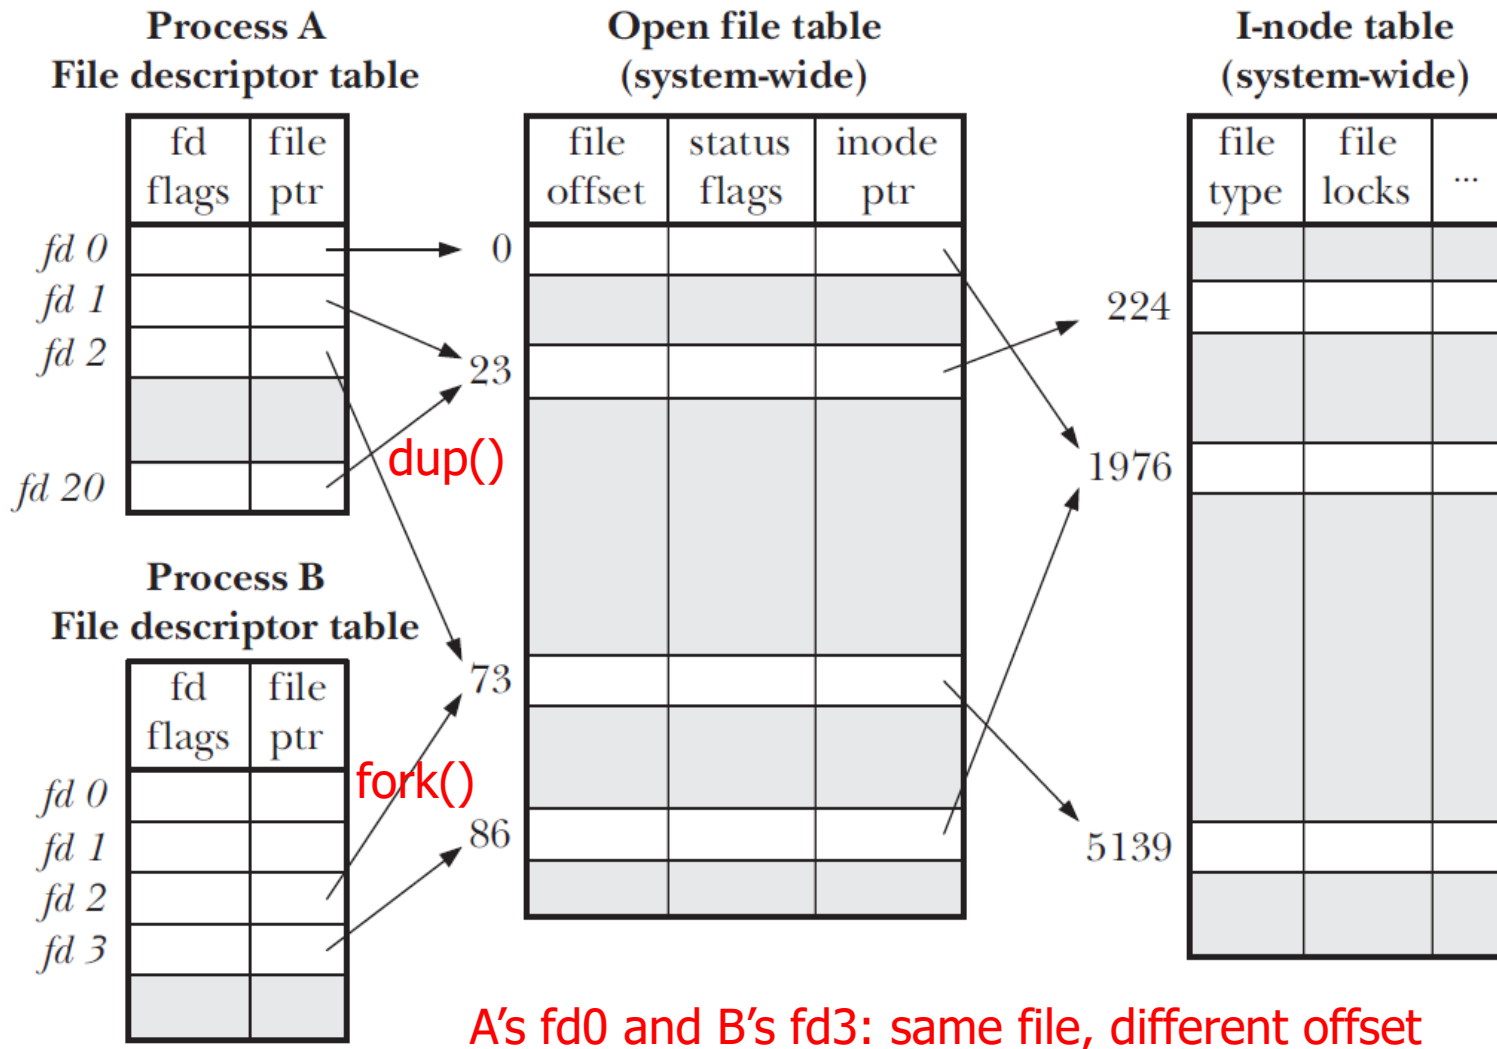 Process A
File descriptor table
fd
flags
file
ptr
fd 0
fd 1
fd 2
fd 20
dup()
Process B
File descriptor table
fd
flags
file
ptr
fd 0
fd 1
fd 2
fd 3
fork()
Open file table
(system-wide)
file
offset
status
flags
inode
ptr
0
23
73
86
I-node table
(system-wide)
file
type
file
locks
...
224
1976
5139
A's fd0 and B's fd3: same file, different offset